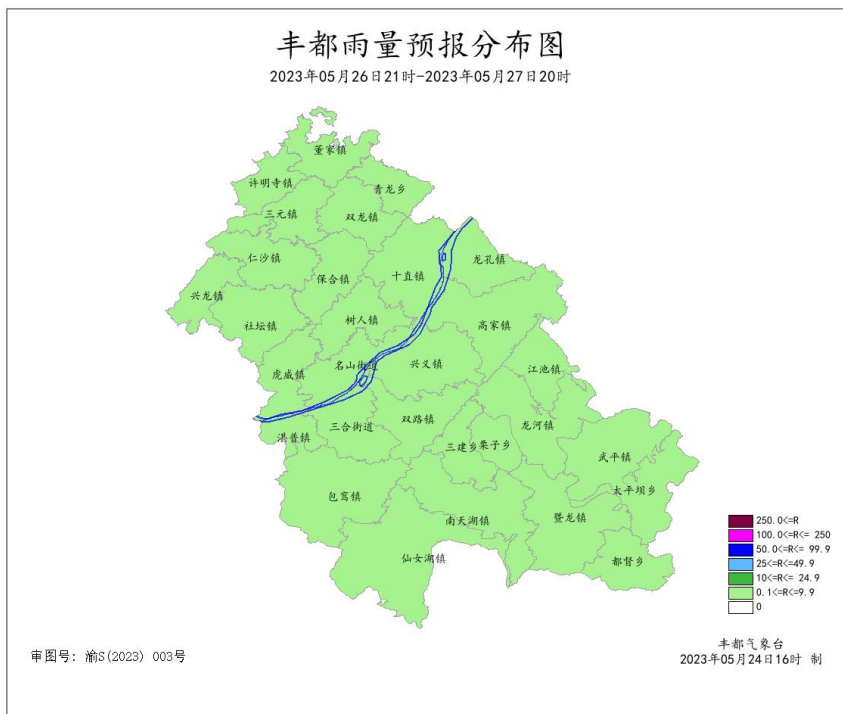 丰都雨量预报分布图
2023年05月26日21时-2023年05月27日20时
董家镇
许明寺镇
青龙乡
三元镇
双龙镇
仁沙镇
龙孔镇
保合镇
十直镇
兴龙镇
社坛镇
树人镇
高家镇
虎威镇
名山街道
兴义镇
江池镇
湛普镇
三合街道
双路镇
龙河镇
三建乡
栗子乡
武平镇
包鸾镇
太平坝乡
南天湖镇
暨龙镇
仙女湖镇
都督乡
250.0<=R
100.0<=R<= 250
50.0<=R<= 99.9
25<=R<=49.9
10<=R<= 24.9
0.1<=R<=9.9
0
丰都气象台
审图号: 渝S(2023) 003号
2023年05月24日16时 制